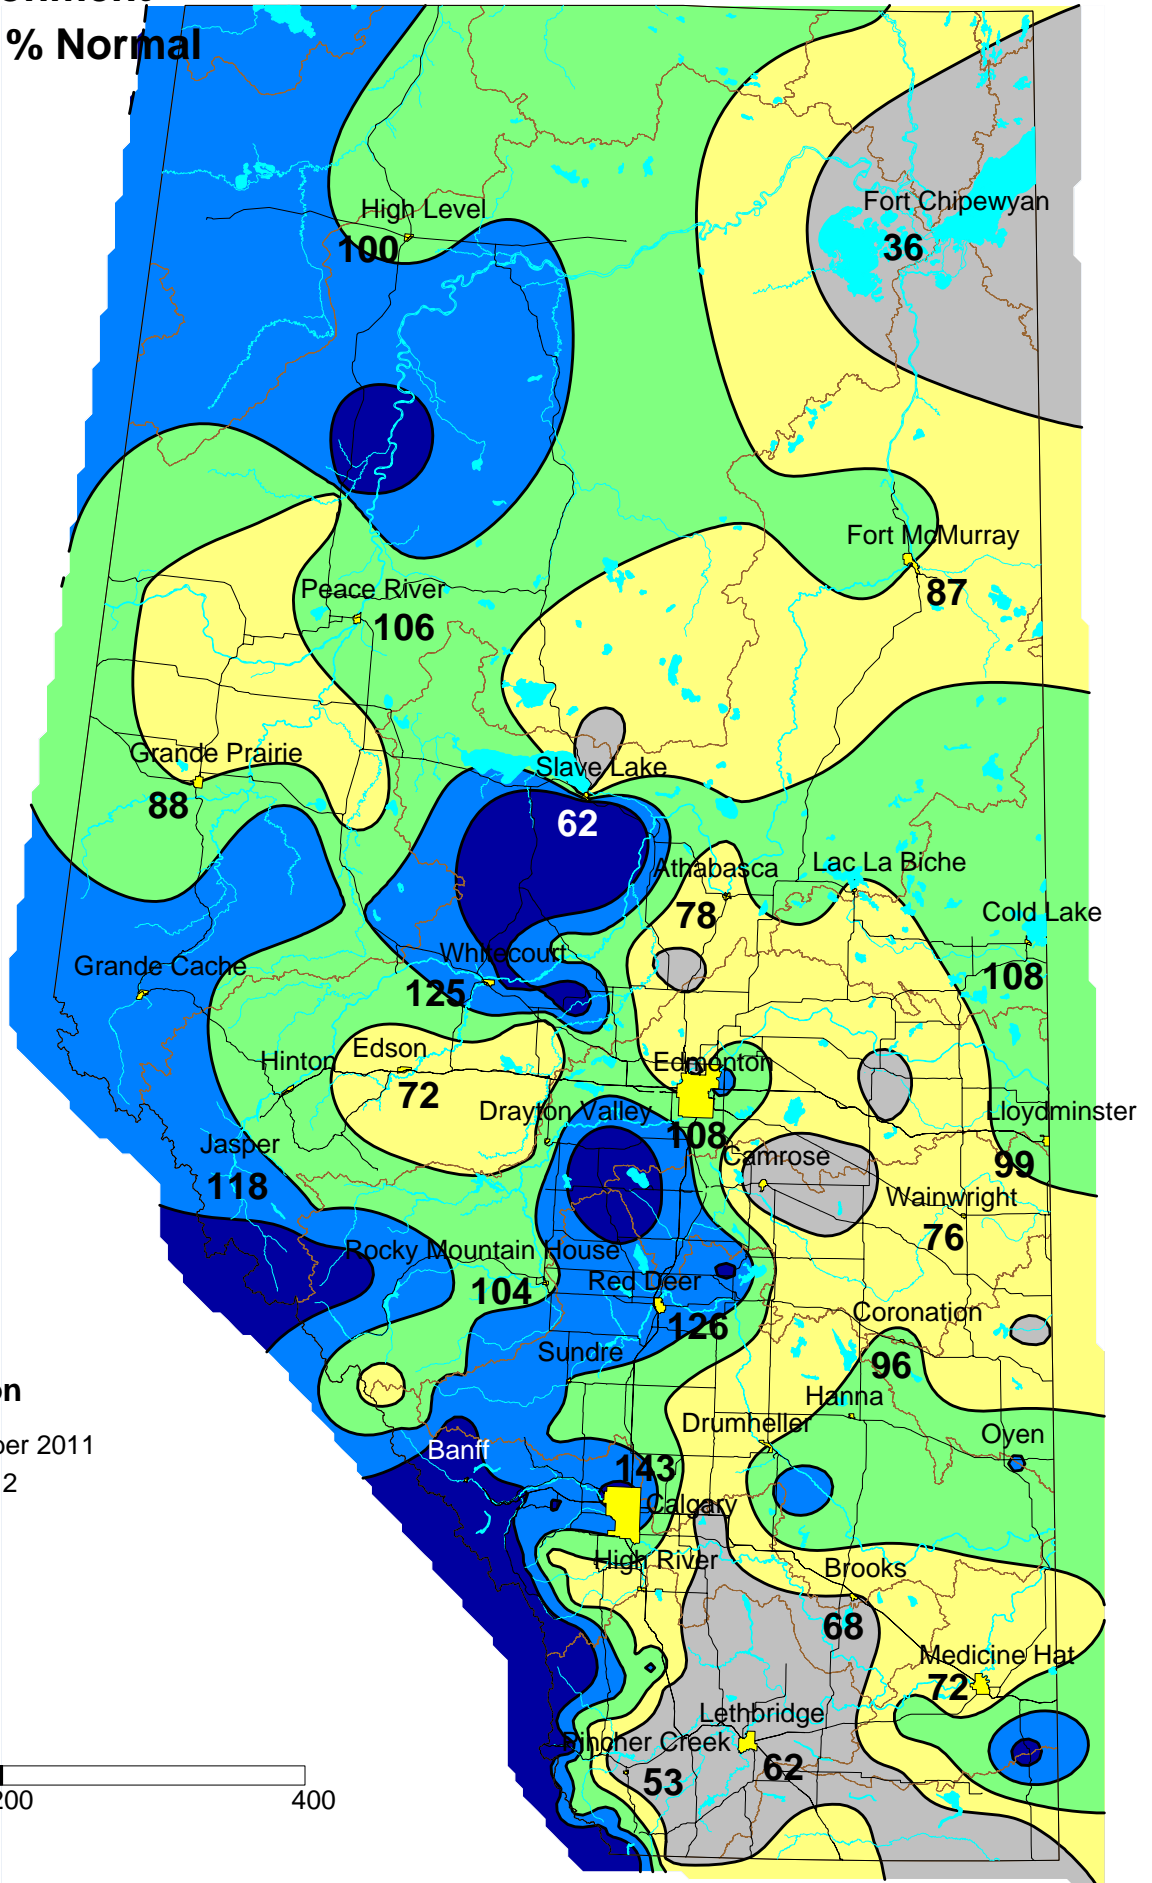 % Normal
High Level
100
Fort Chipewyan
36
Fort McMurray
87
Peace River
106
Grande Prairie
88
Slave Lake
62
Athabasca
78
Lac La Biche
Cold Lake
108
Whitecourt
125
Grande Cache
Hinton
Edson
72
Edmonton
108
Drayton Valley
Lloydminster
99
Jasper
118
Camrose
Wainwright
76
Rocky Mountain House
104
Red Deer
126
Coronation
96
Sundre
Hanna
Drumheller
Oyen
on
ber 2011
2
Banff
143
Calgary
High River
Brooks
68
Medicine Hat
72
Lethbridge
62
Pincher Creek
53
200
400